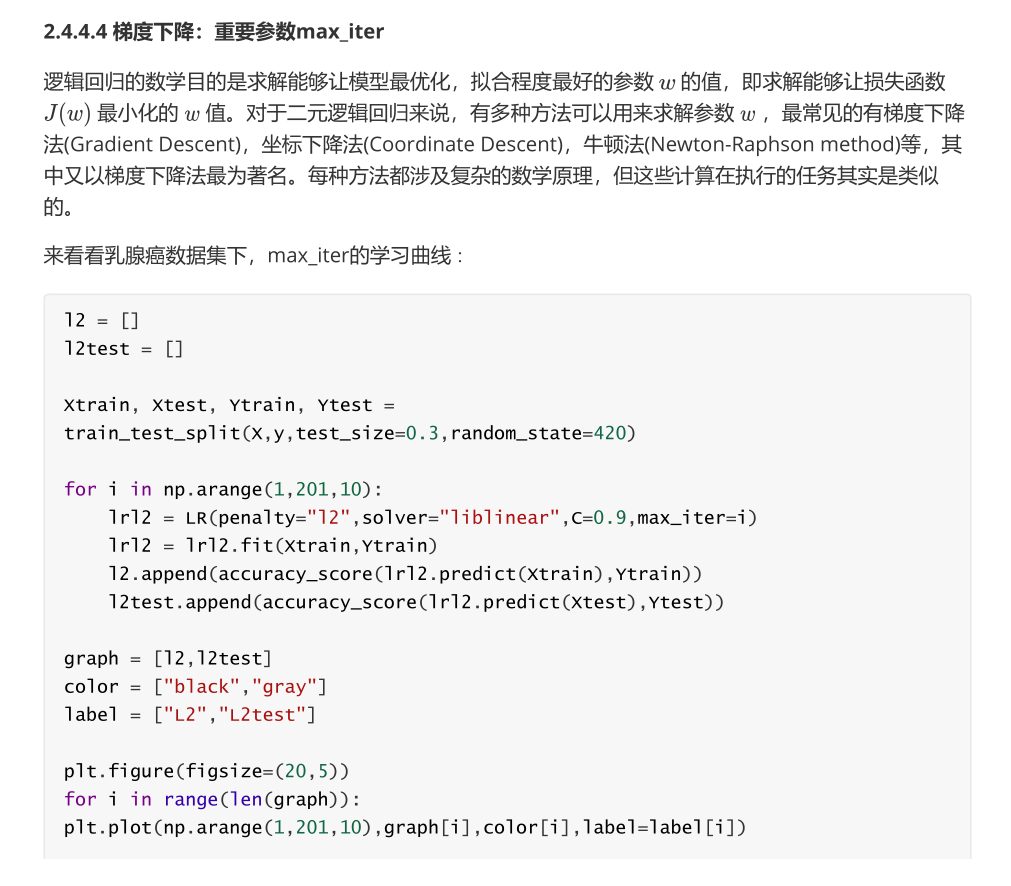 2.4.4.4 梯度下降：重要参数max_iter
逻辑回归的数学目的是求解能够让模型最优化，拟合程度最好的参数 w 的值，即求解能够让损失函数
J(w) 最小化的 w 值。对于二元逻辑回归来说，有多种方法可以用来求解参数 w ，最常见的有梯度下降
法(Gradient Descent)，坐标下降法(Coordinate Descent)，牛顿法(Newton-Raphson method)等，其
中又以梯度下降法最为著名。每种方法都涉及复杂的数学原理，但这些计算在执行的任务其实是类似
的。
来看看乳腺癌数据集下，max_iter的学习曲线：
l2 = []
l2test = []
Xtrain, Xtest, Ytrain, Ytest =
train_test_split(X,y,test_size=0.3,random_state=420)
for i in np.arange(1,201,10):
    lrl2 = LR(penalty="l2",solver="liblinear",C=0.9,max_iter=i)
    lrl2 = lrl2.fit(Xtrain,Ytrain)
    l2.append(accuracy_score(lrl2.predict(Xtrain),Ytrain))
    l2test.append(accuracy_score(lrl2.predict(Xtest),Ytest))
graph = [l2,l2test]
color = ["black","gray"]
label = ["L2","L2test"]
plt.figure(figsize=(20,5))
for i in range(len(graph)):
plt.plot(np.arange(1,201,10),graph[i],color[i],label=label[i])